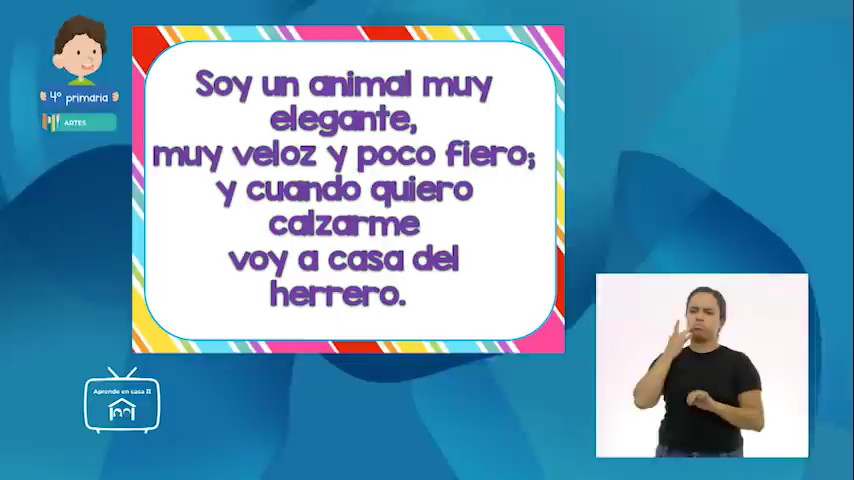 4° primaria
ARTES
Soy un animal muy
elegante,
muy veloz y poco fiero;
y cuando quiero
calzarme
voy a casa del
herrero.
Aprende en casa II